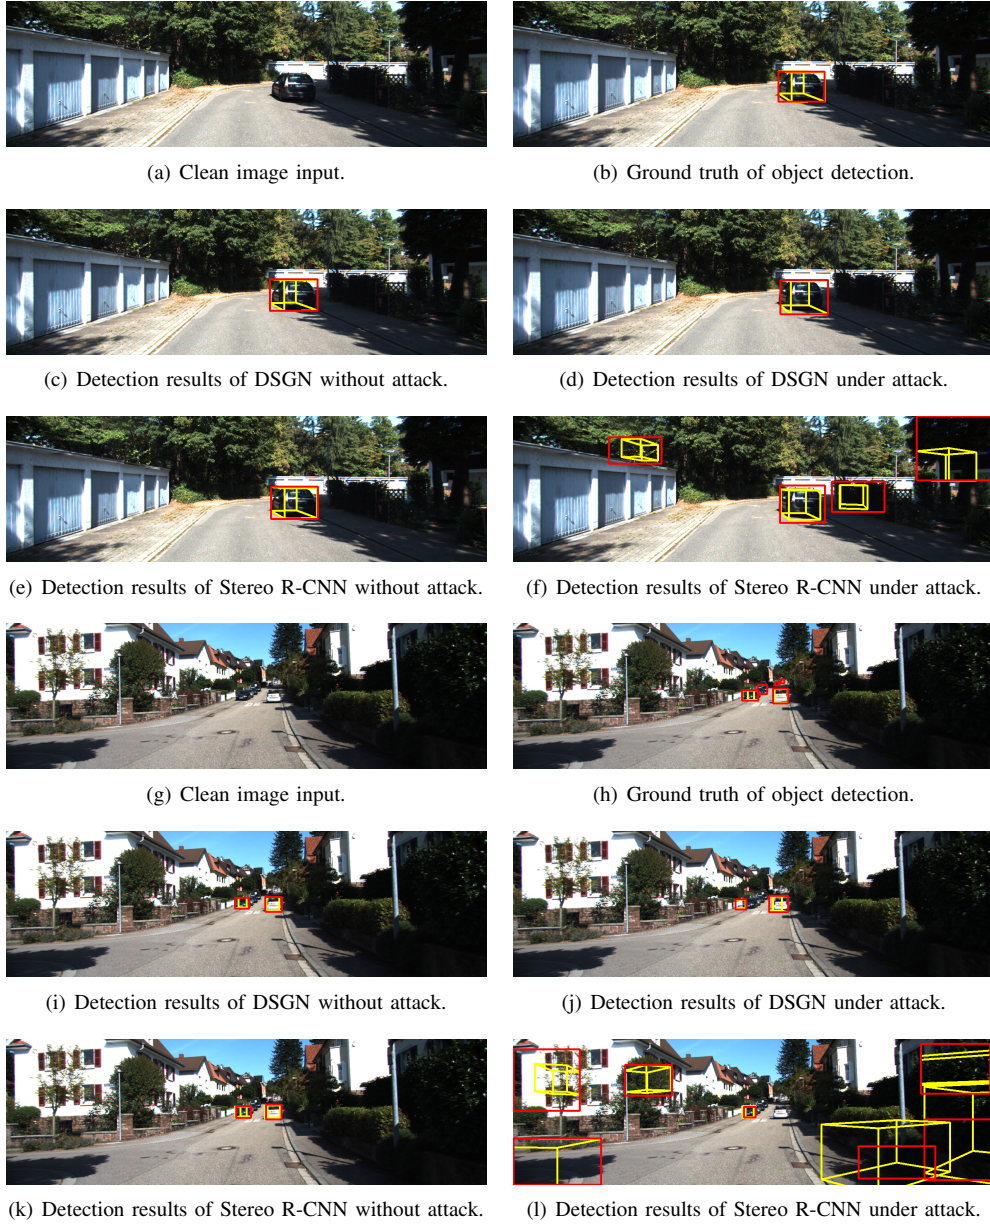 (a) Clean image input.
(b) Ground truth of object detection.
(c) Detection results of DSGN without attack.
(d) Detection results of DSGN under attack.
(e) Detection results of Stereo R-CNN without attack.
(f) Detection results of Stereo R-CNN under attack.
(g) Clean image input.
(h) Ground truth of object detection.
(i) Detection results of DSGN without attack.
(j) Detection results of DSGN under attack.
(k) Detection results of Stereo R-CNN without attack.
(l) Detection results of Stereo R-CNN under attack.